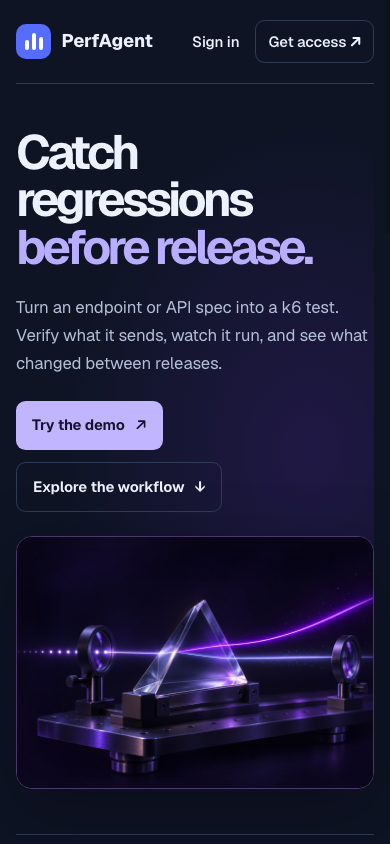 PerfAgent
Sign in
Get access ↗
Catch
regressions
before release.
Turn an endpoint or API spec into a k6 test.
Verify what it sends, watch it run, and see what
changed between releases.
Try the demo ↗
Explore the workflow ↓